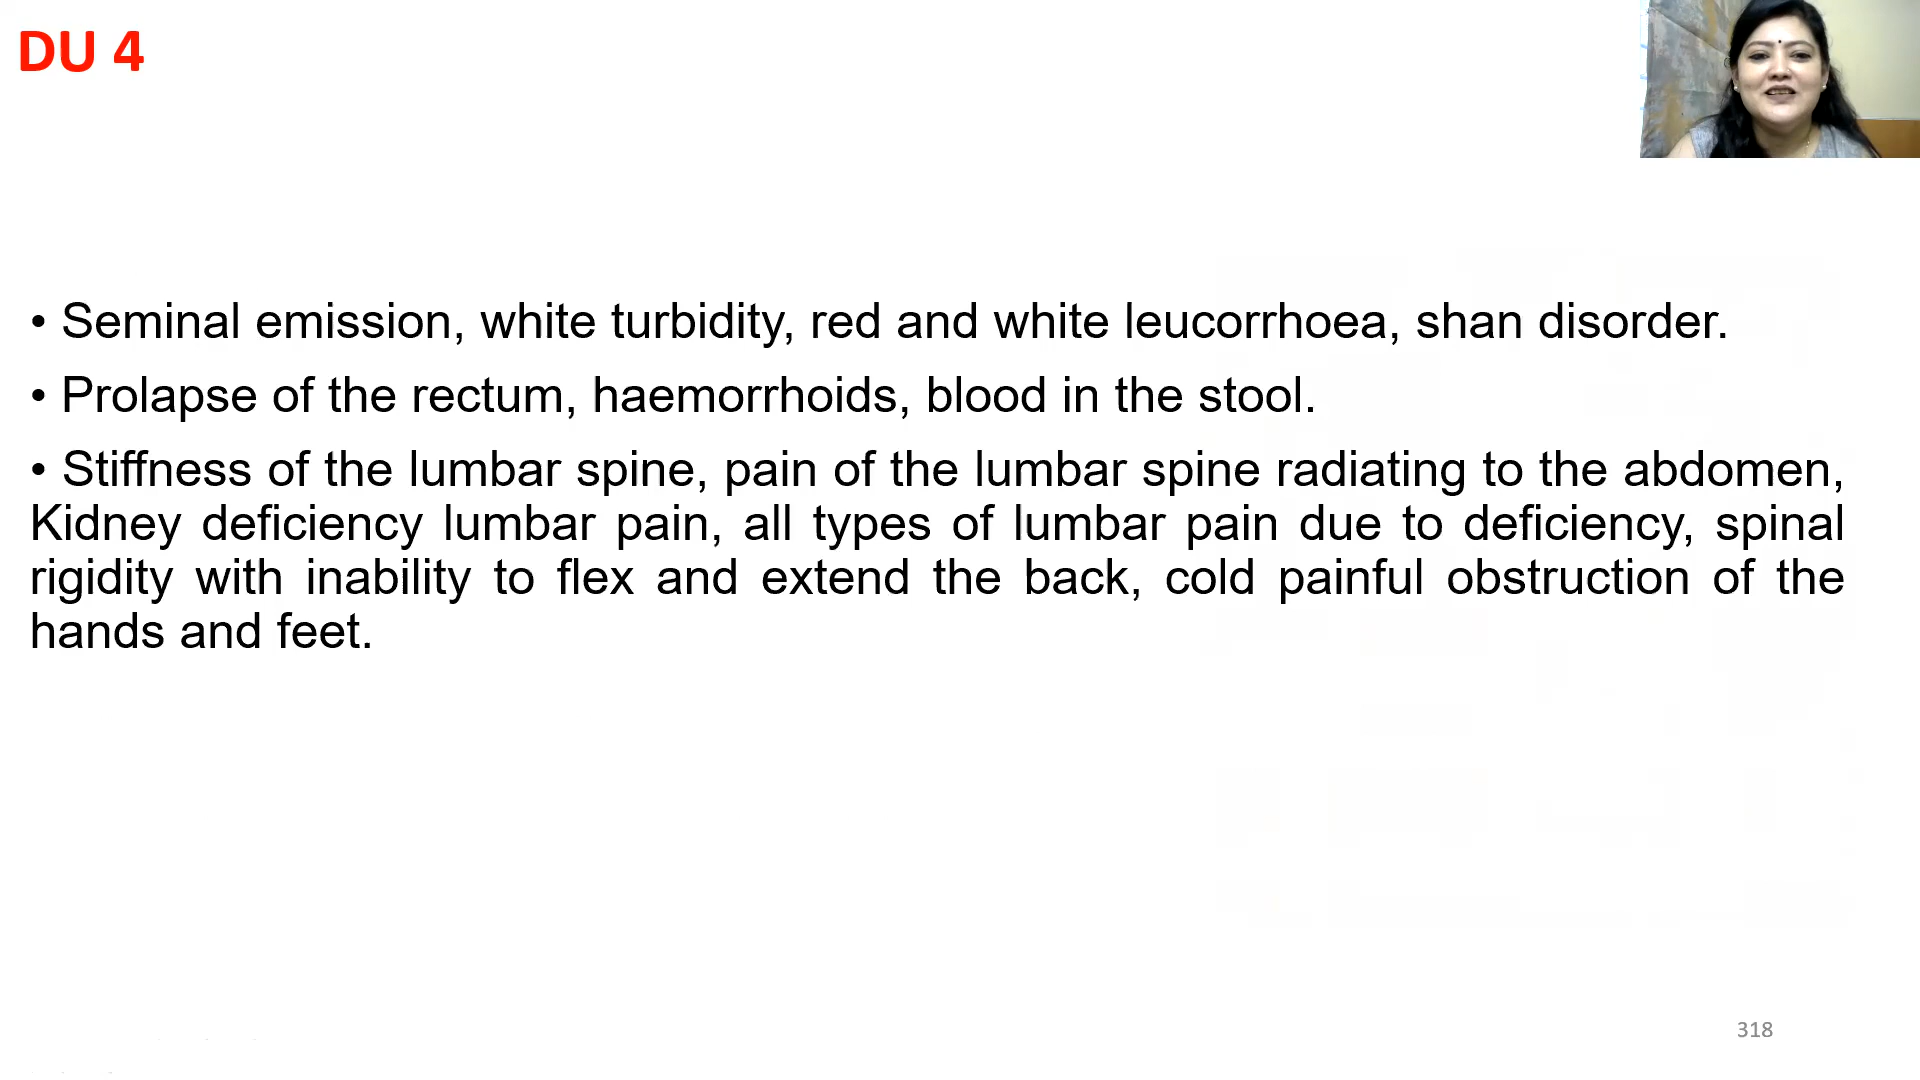 DU 4
• Seminal emission, white turbidity, red and white leucorrhoea, shan disorder.
• Prolapse of the rectum, haemorrhoids, blood in the stool.
• Stiffness of the lumbar spine, pain of the lumbar spine radiating to the abdomen,
Kidney deficiency lumbar pain, all types of lumbar pain due to deficiency, spinal
rigidity with inability to flex and extend the back, cold painful obstruction of the
hands and feet.
318